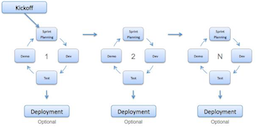 Kickoff
Sprint
Planning
Demo
1
Dev
Test
Deployment
Optional
Sprint
Planning
Demo
2
Dev
Test
Deployment
Optional
Sprint
Planning
Demo
N
Dev
Test
Deployment
Optional